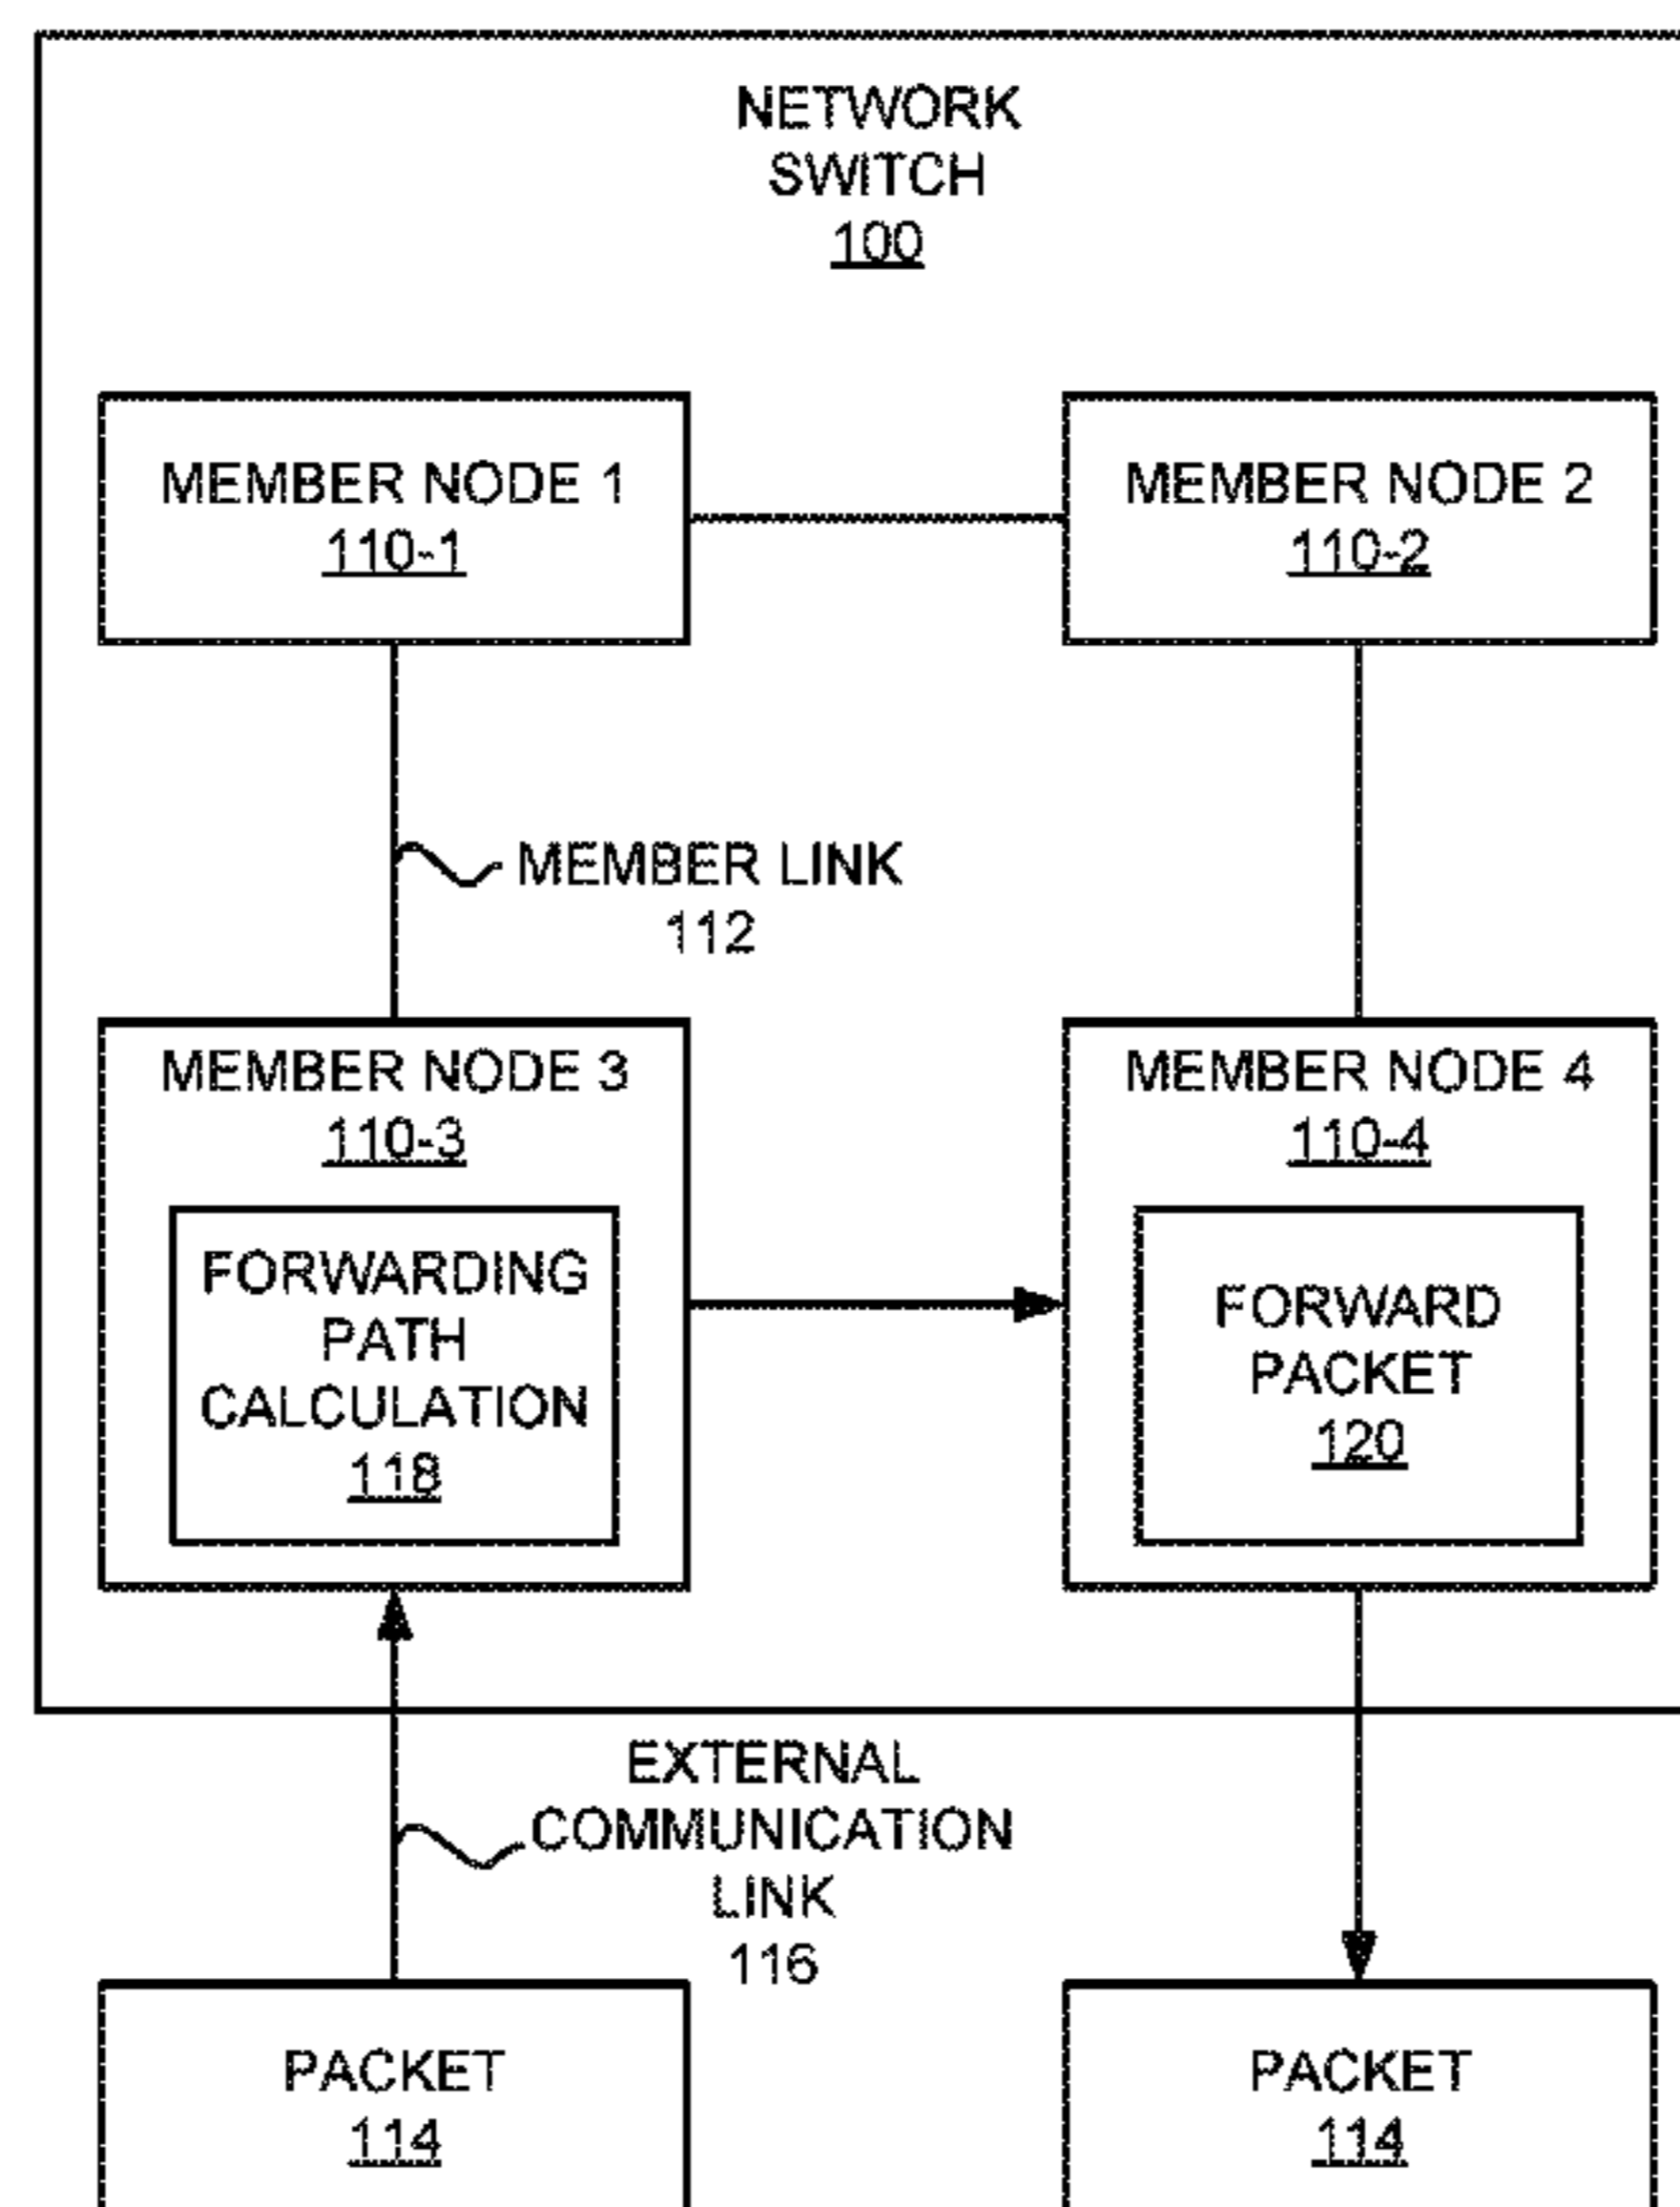 NETWORK
SWITCH
100
MEMBER NODE 1
110-1
MEMBER NODE 2
110-2
MEMBER LINK
112
MEMBER NODE 3
110-3
FORWARDING
PATH
CALCULATION
118
MEMBER NODE 4
110-4
FORWARD
PACKET
120
EXTERNAL
COMMUNICATION
LINK
116
PACKET
114
PACKET
114